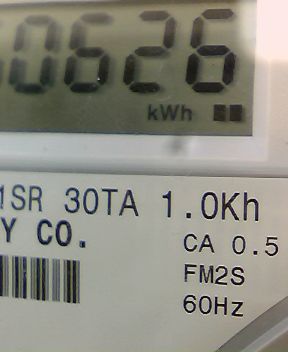 0626
kWh
1SR 30TA 1.0Kh
Y CO.
CA 0.5
FM2S
60Hz